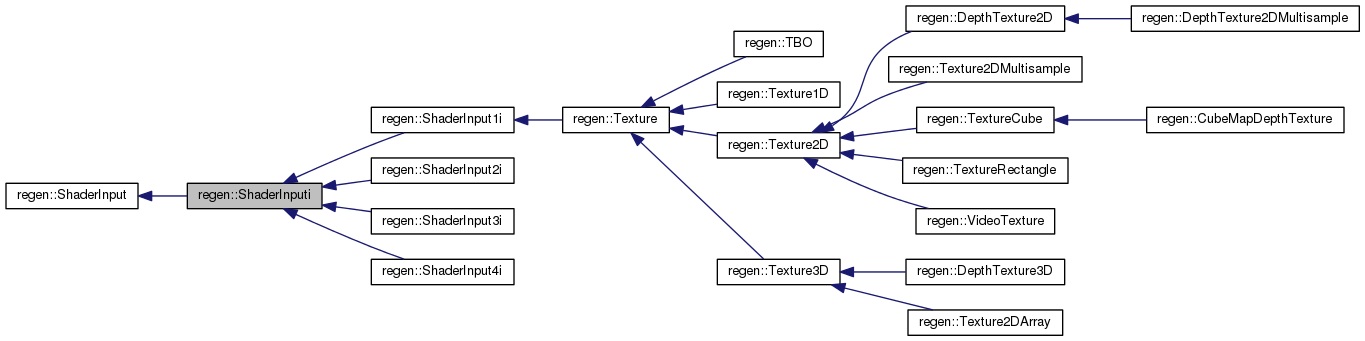 regen::ShaderInput
regen::ShaderInputi
regen::ShaderInput1i
regen::ShaderInput2i
regen::ShaderInput3i
regen::ShaderInput4i
regen::Texture
regen::TBO
regen::Texture1D
regen::Texture2D
regen::Texture3D
regen::DepthTexture2D
regen::Texture2DMultisample
regen::TextureCube
regen::TextureRectangle
regen::VideoTexture
regen::DepthTexture3D
regen::Texture2DArray
regen::DepthTexture2DMultisample
regen::CubeMapDepthTexture